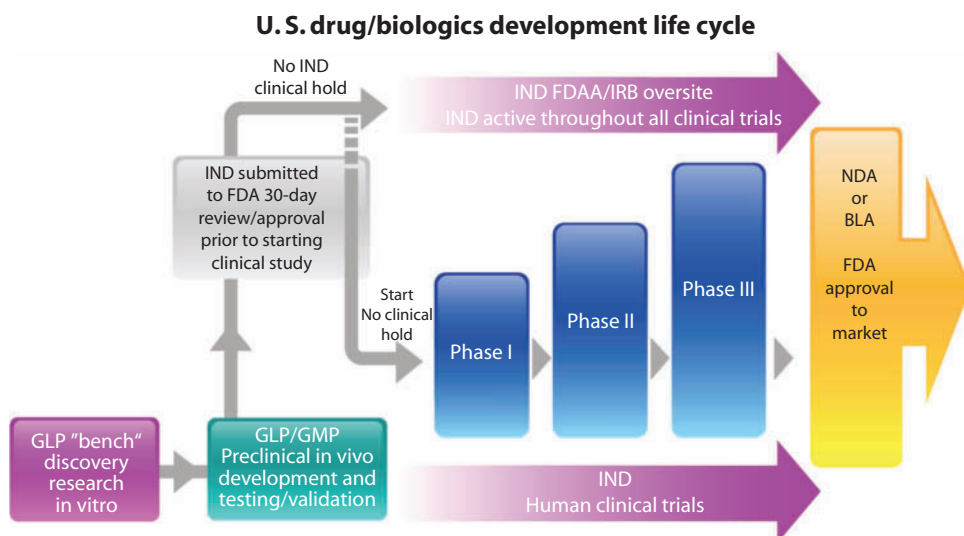 U. S. drug/biologics development life cycle
No IND
clinical hold
IND FDAA/IRB oversite
IND active throughout all clinical trials
IND submitted
to FDA 30-day
review/approval
prior to starting
clinical study
Start
No clinical
hold
Phase I
Phase II
Phase III
NDA
or
BLA
FDA
approval
to
market
GLP "bench“
discovery
research
in vitro
GLP/GMP
Preclinical in vivo
development and
testing/validation
IND
Human clinical trials